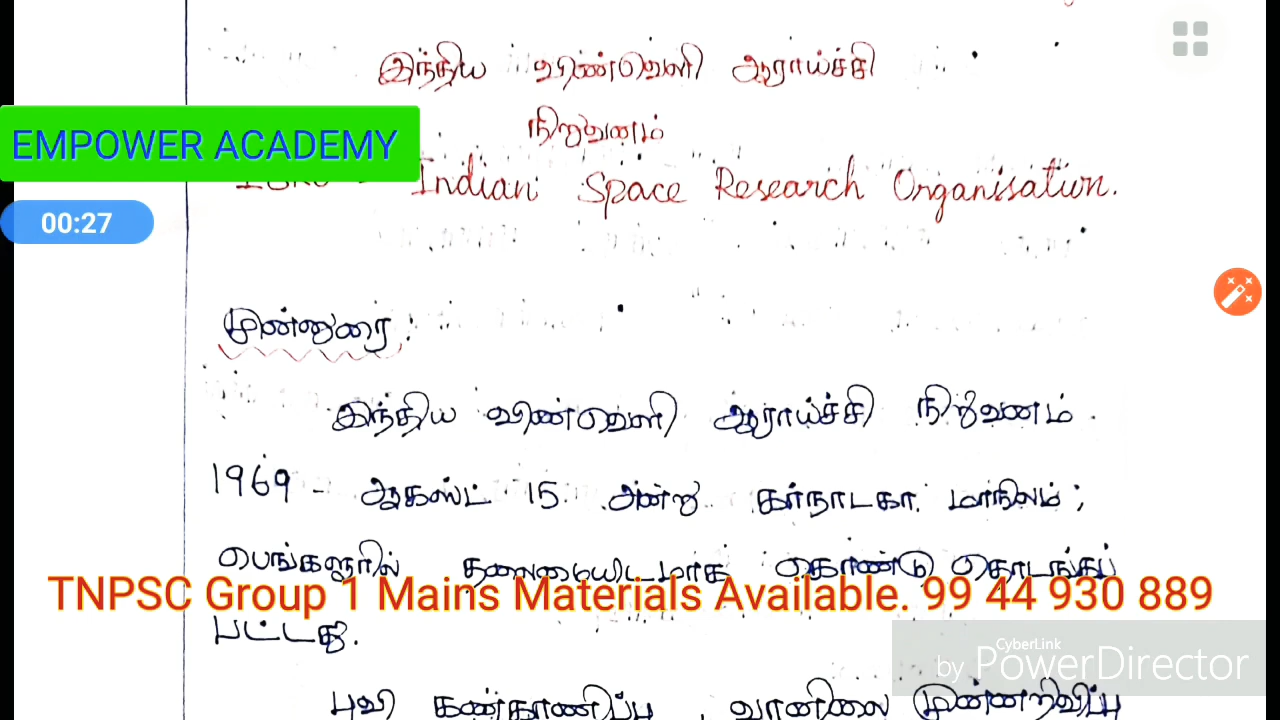 இந்திய விண்வெளி ஆராய்ச்சி
நிறுவனம்
EMPOWER ACADEMY
Indian Space Research Organisation.
00:27
முன்னுரை :
இந்திய விண்வெளி ஆராய்ச்சி நிறுவணம்
1969 - ஆகஸ்ட் 15 அன்று கர்நாடகா மாநிலம் ;
பெங்களூரில் தலைமையிடமாக கொண்டு தொடங்கப்
TNPSC Group 1 Mains Materials Available. 99 44 930 889
பட்டது.
CyberLink
by PowerDirector
புவி கண்காணிப்பு , வானிலை முன்னறிவிப்பு